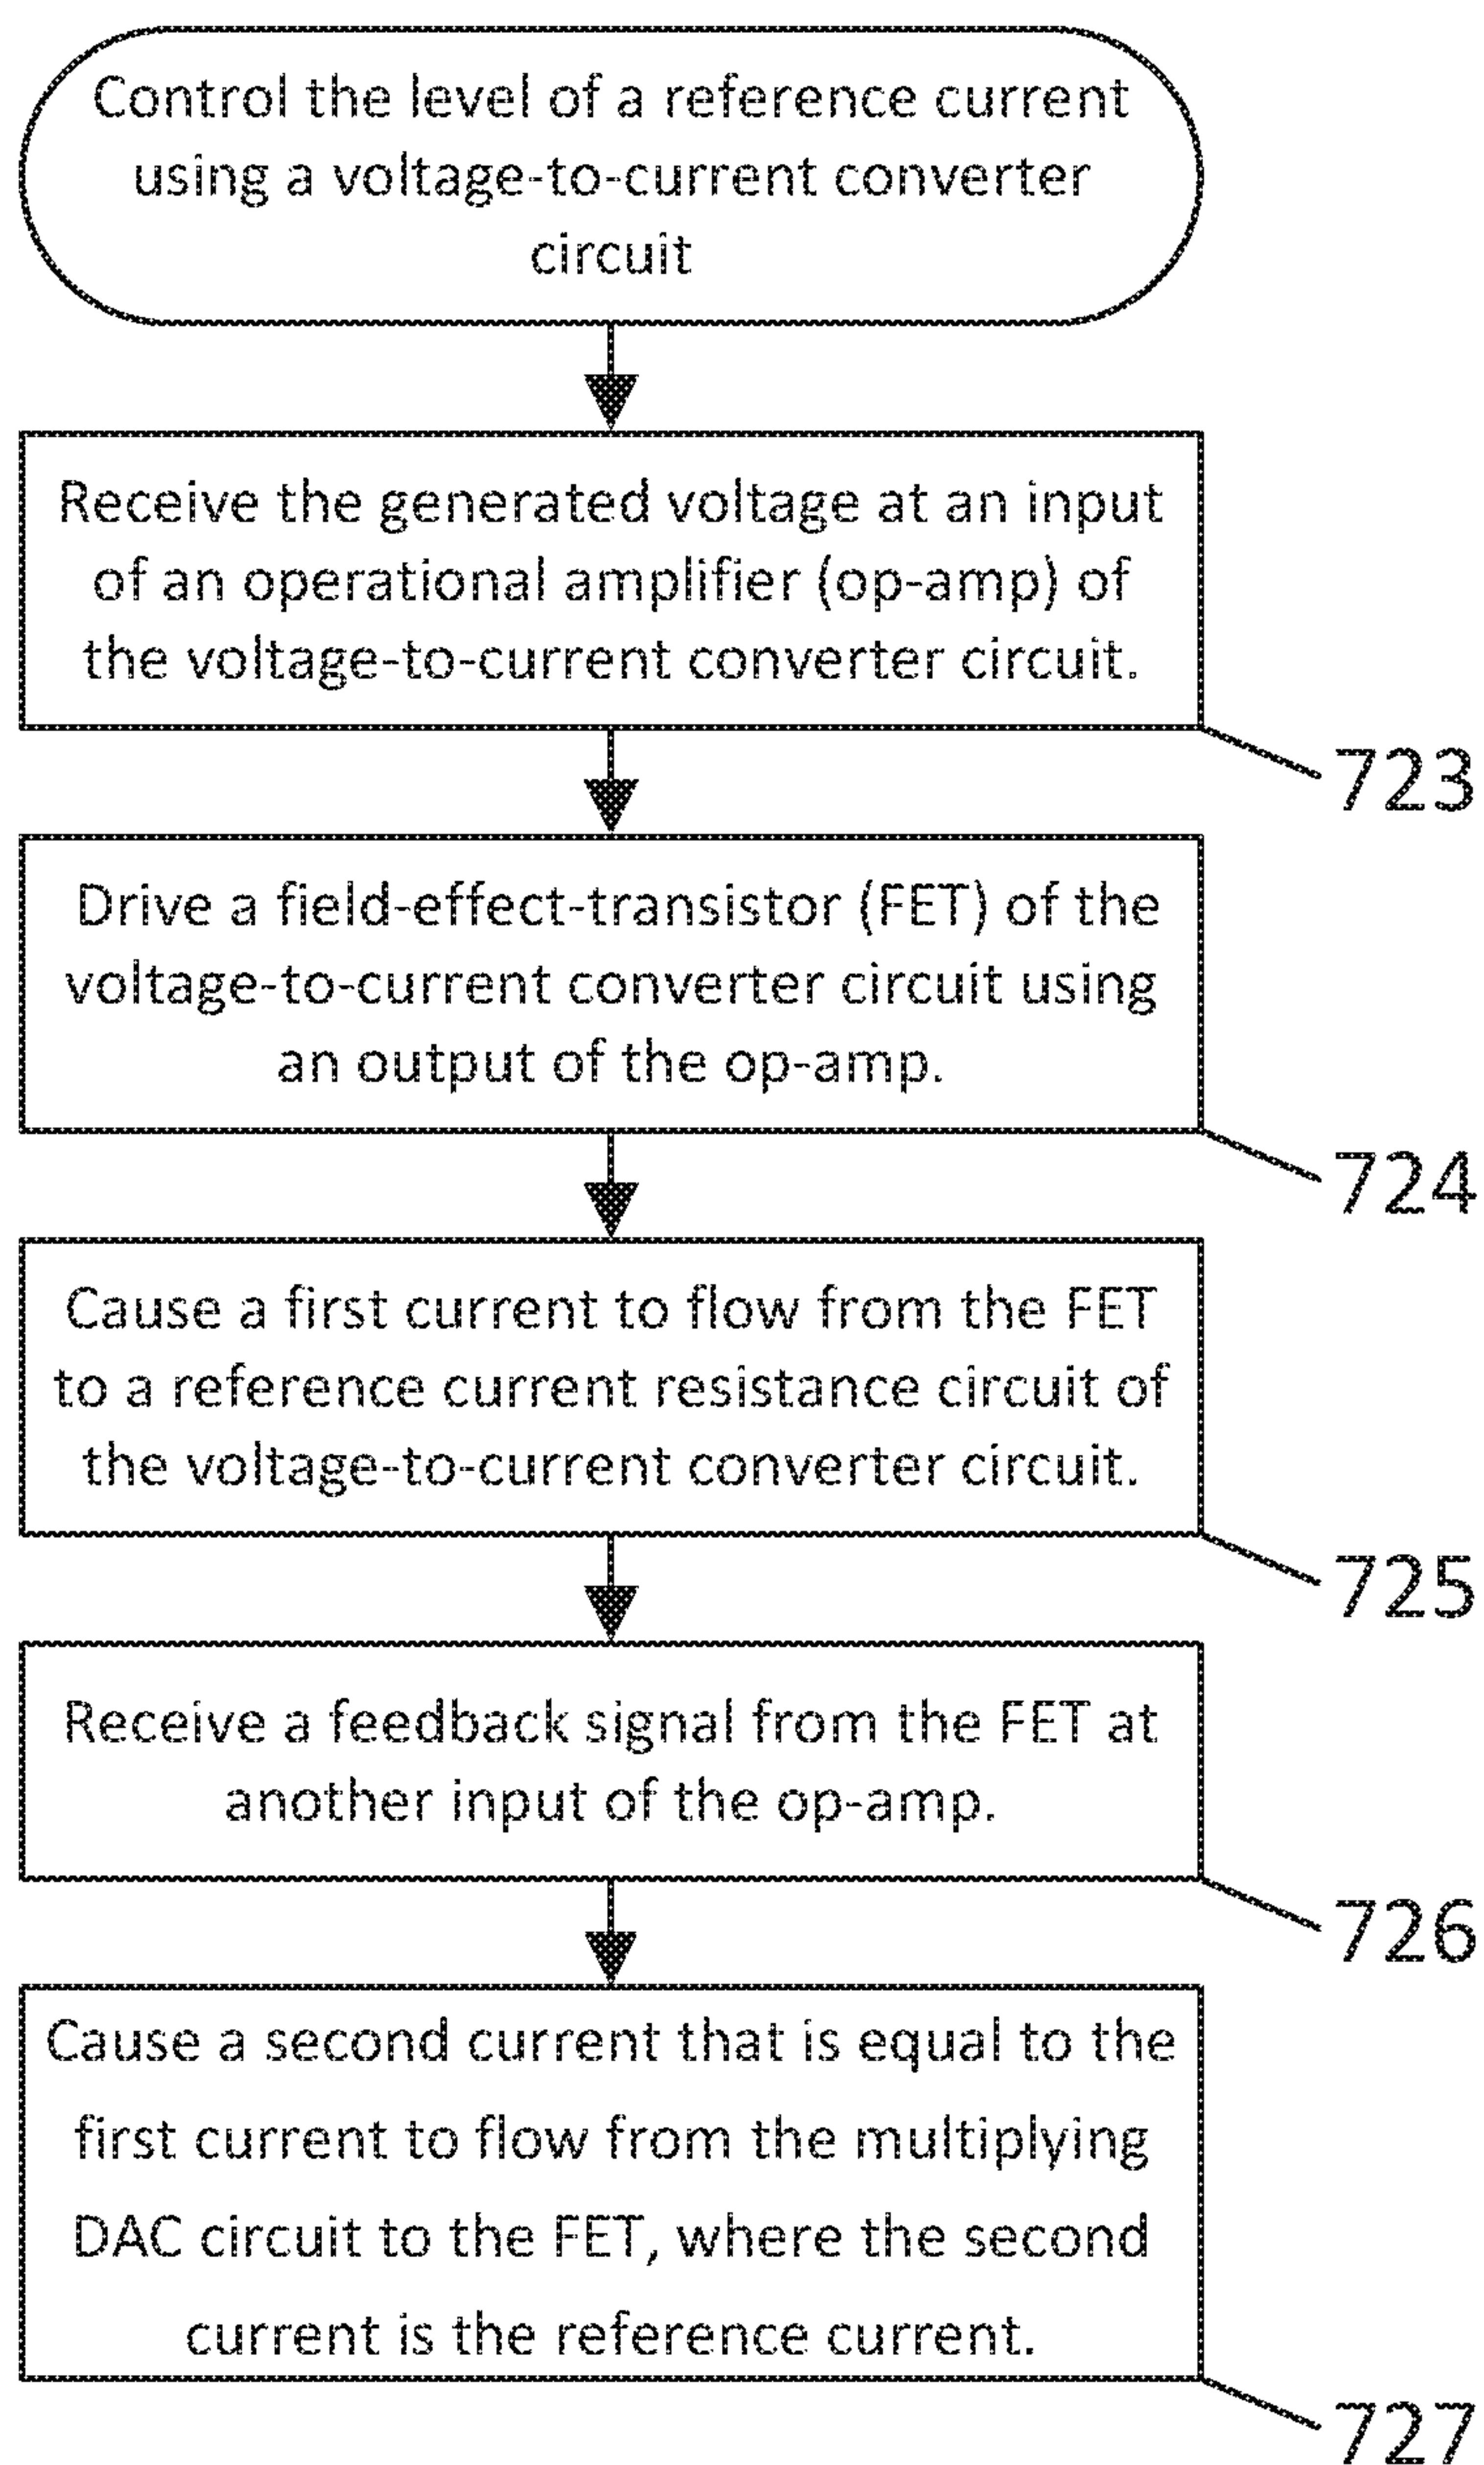 Control the level of a reference current
using a voltage-to-current converter
circuit
Receive the generated voltage at an input
of an operational amplifier (op-amp) of
the voltage-to-current converter circuit.
723
Drive a field-effect-transistor (FET) of the
voltage-to-current converter circuit using
an output of the op-amp.
724
Cause a first current to flow from the FET
to a reference current resistance circuit of
the voltage-to-current converter circuit.
725
Receive a feedback signal from the FET at
another input of the op-amp.
726
Cause a second current that is equal to the
first current to flow from the multiplying
DAC circuit to the FET, where the second
current is the reference current.
727